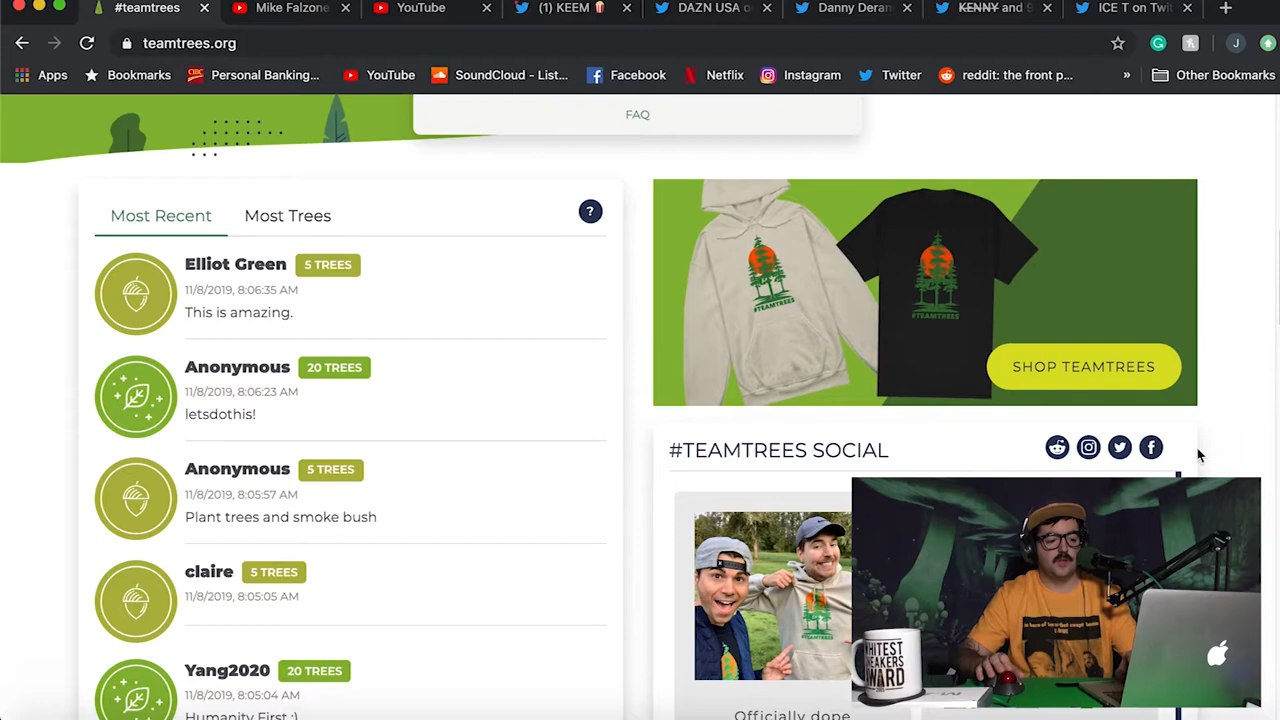 #teamtrees
Mike Falzone
YouTube
(1) KEEM 🍿
DAZN USA on
Danny Deran
KENNY and 9
ICE T on Twit
teamtrees.org
J
Apps
Bookmarks
CIBC
Personal Banking...
YouTube
SoundCloud - List...
Facebook
Netflix
Instagram
Twitter
reddit: the front p...
»
Other Bookmarks
FAQ
Most Recent
Most Trees
?
Elliot Green
5 TREES
11/8/2019, 8:06:35 AM
This is amazing.
Anonymous
20 TREES
11/8/2019, 8:06:23 AM
letsdothis!
Anonymous
5 TREES
11/8/2019, 8:05:57 AM
Plant trees and smoke bush
claire
5 TREES
11/8/2019, 8:05:05 AM
Yang2020
20 TREES
11/8/2019, 8:05:04 AM
Humanity First :)
#TEAMTREES
#TEAMTREES
SHOP TEAMTREES
#TEAMTREES SOCIAL
Officially dope
WHITEST
SNEAKERS
AWARD